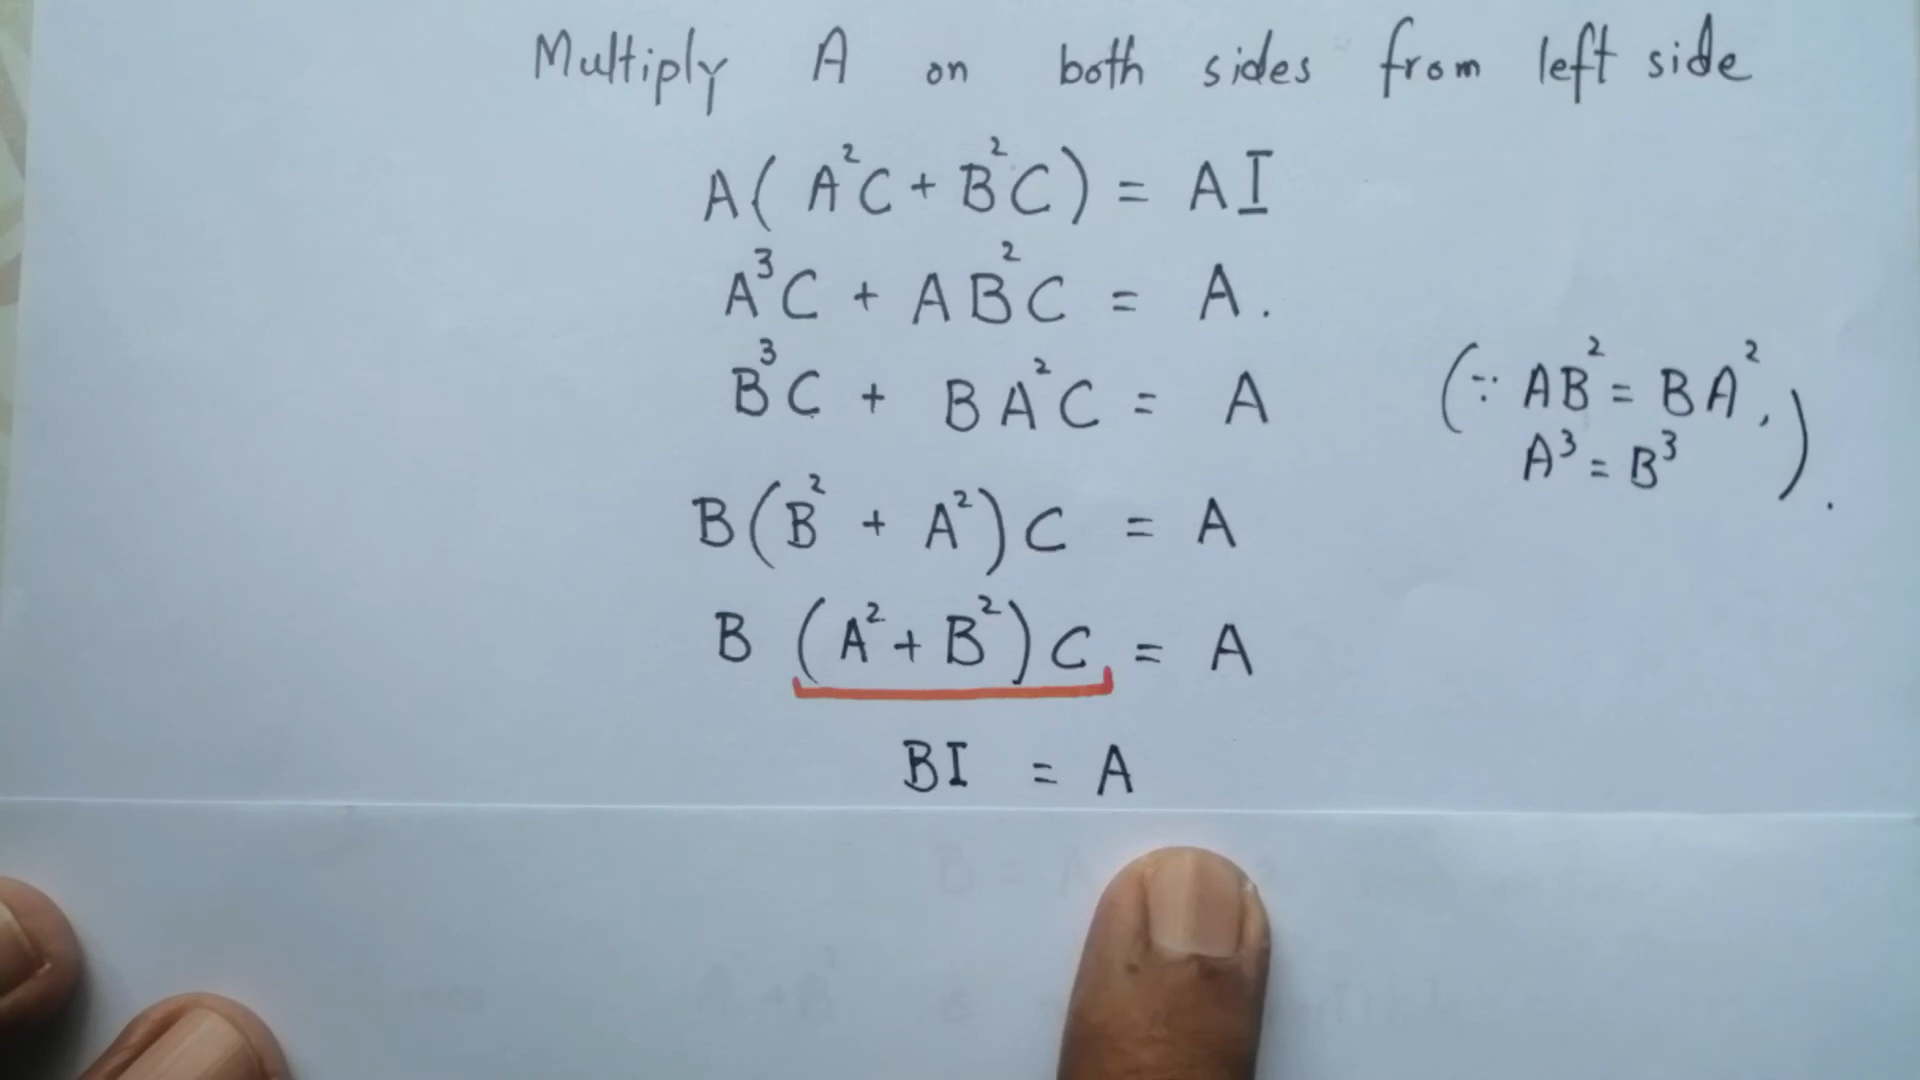 Multiply A on both sides from left side
A(A²C + B²C) = AI
A³C + AB²C = A.
B³C + BA²C = A
(∵ AB² = BA²,
A³ = B³).
B(B² + A²)C = A
B (A² + B²)C = A
BI = A